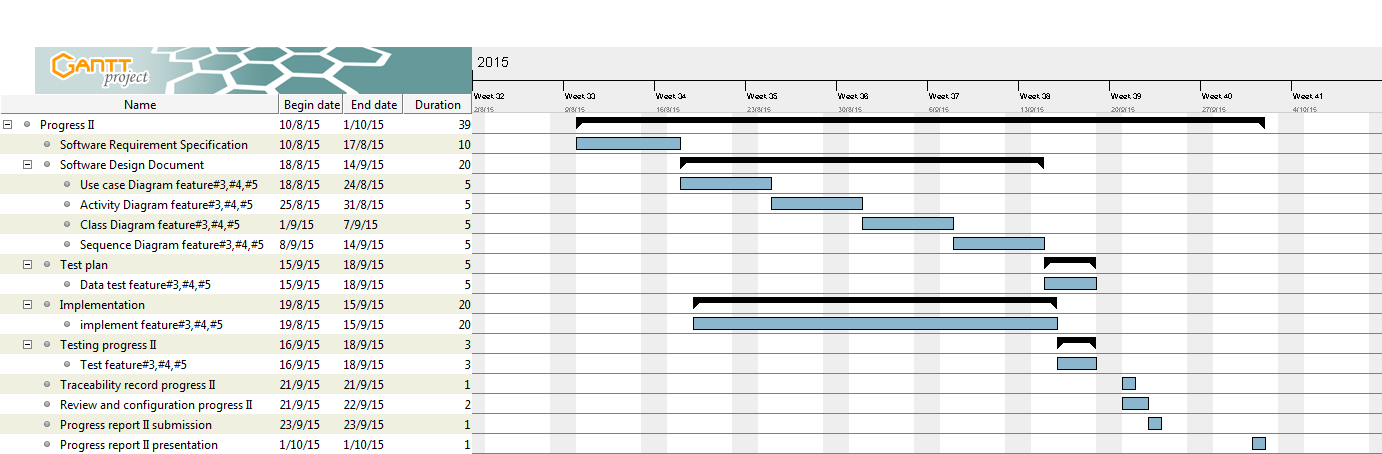 GANTT
project
2015
Week 32 Week 33 Week 34 Week 35 Week 36 Week 37 Week 38 Week 39 Week 40 Week 41
2/8/15 9/8/15 16/8/15 23/8/15 30/8/15 6/9/15 13/9/15 20/9/15 27/9/15 4/10/15
Name Begin date End date Duration
Progress II 10/8/15 1/10/15 39
Software Requirement Specification 10/8/15 17/8/15 10
Software Design Document 18/8/15 14/9/15 20
Use case Diagram feature#3,#4,#5 18/8/15 24/8/15 5
Activity Diagram feature#3,#4,#5 25/8/15 31/8/15 5
Class Diagram feature#3,#4,#5 1/9/15 7/9/15 5
Sequence Diagram feature#3,#4,#5 8/9/15 14/9/15 5
Test plan 15/9/15 18/9/15 5
Data test feature#3,#4,#5 15/9/15 18/9/15 5
Implementation 19/8/15 15/9/15 20
implement feature#3,#4,#5 19/8/15 15/9/15 20
Testing progress II 16/9/15 18/9/15 3
Test feature#3,#4,#5 16/9/15 18/9/15 3
Traceability record progress II 21/9/15 21/9/15 1
Review and configuration progress II 21/9/15 22/9/15 2
Progress report II submission 23/9/15 23/9/15 1
Progress report II presentation 1/10/15 1/10/15 1